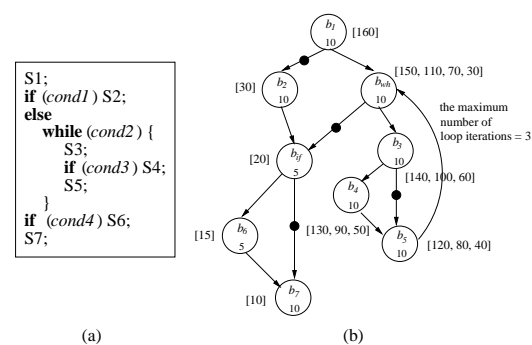 S1;
if (cond1) S2;
else
while (cond2) {
S3;
if (cond3) S4;
S5;
}
if (cond4) S6;
S7;
(a)
b1
10
[160]
b2
10
[30]
bwh
10
[150, 110, 70, 30]
the maximum
number of
loop iterations = 3
bif
5
[20]
b3
10
[140, 100, 60]
b4
10
[130, 90, 50]
b5
10
[120, 80, 40]
b6
5
[15]
b7
10
[10]
(b)